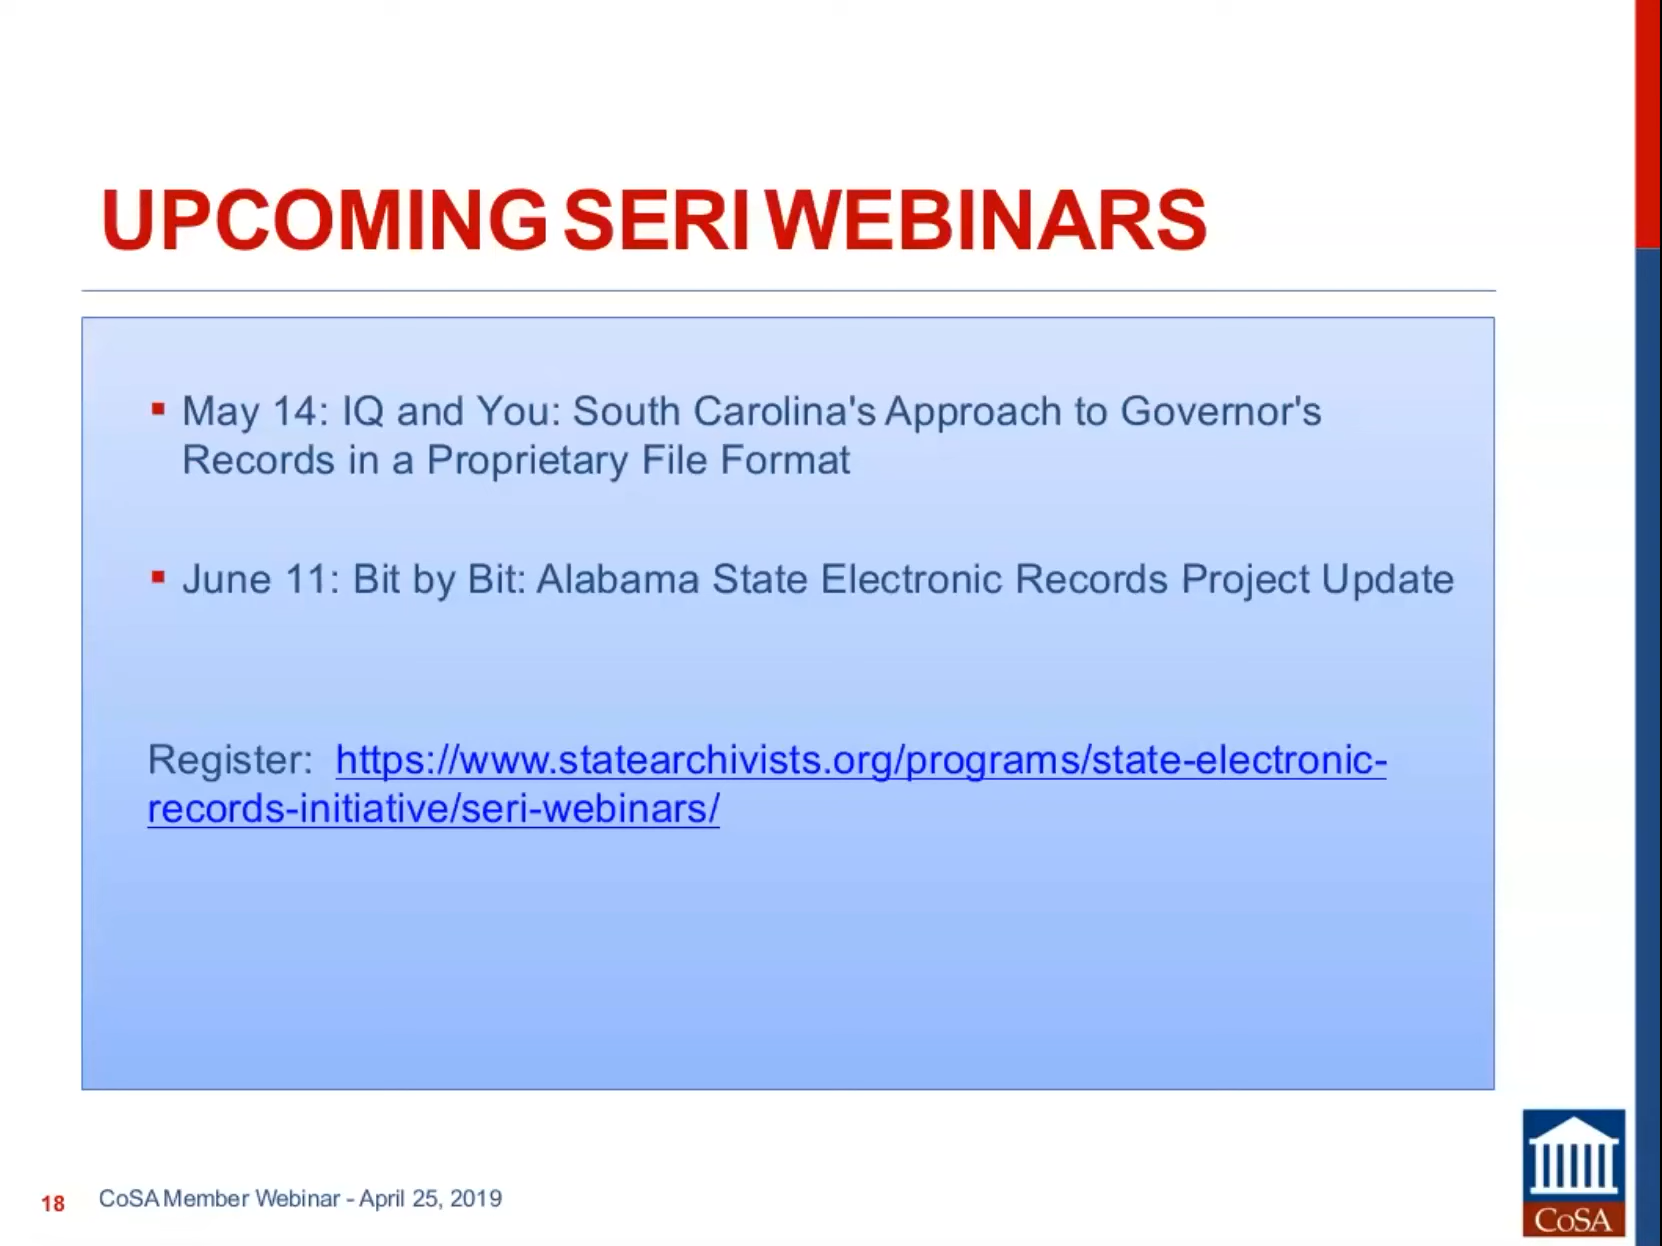 UPCOMING SERI WEBINARS
▪ May 14: IQ and You: South Carolina's Approach to Governor's
Records in a Proprietary File Format
▪ June 11: Bit by Bit: Alabama State Electronic Records Project Update
Register: https://www.statearchivists.org/programs/state-electronic-
records-initiative/seri-webinars/
18 CoSA Member Webinar - April 25, 2019
CoSA